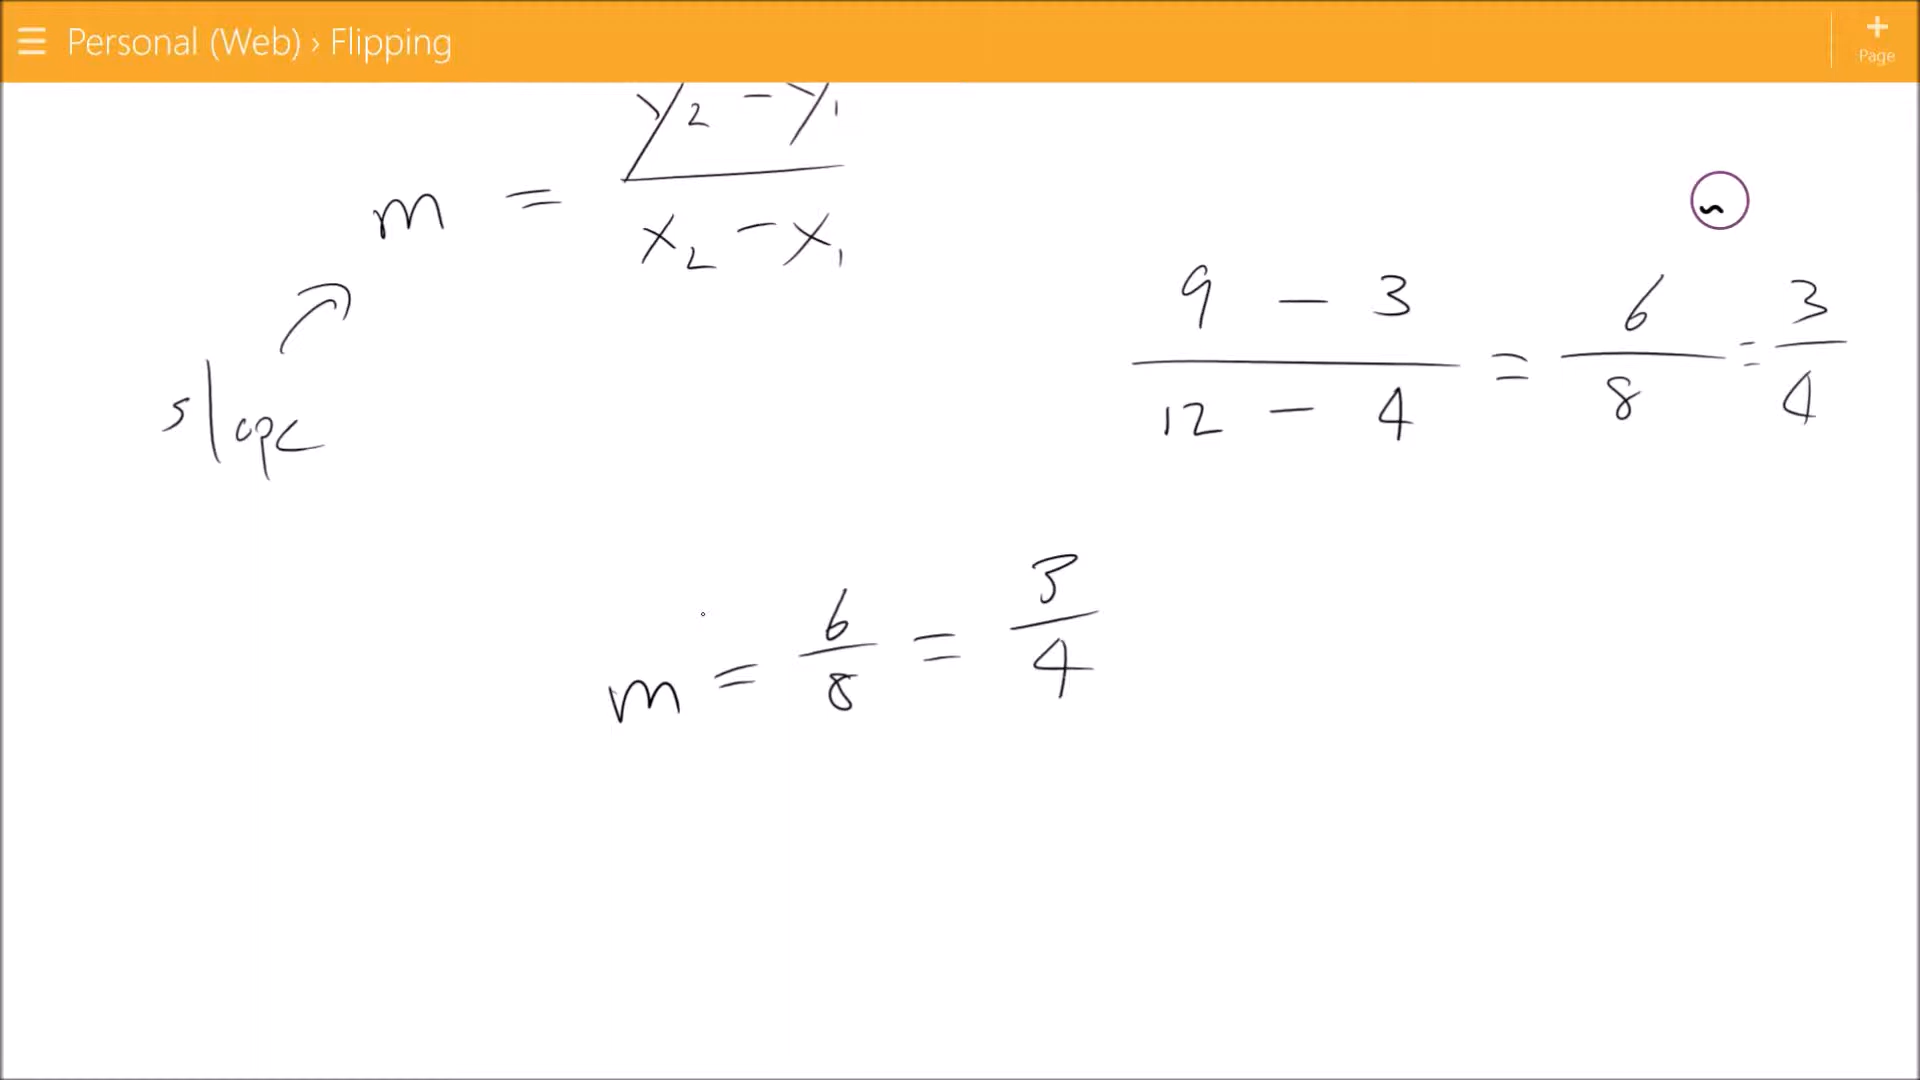 Personal (Web) › Flipping
+
Page
m = y₂ - y₁ / x₂ - x₁
slope
9 - 3 / 12 - 4 = 6 / 8 = 3 / 4
m = 6 / 8 = 3 / 4